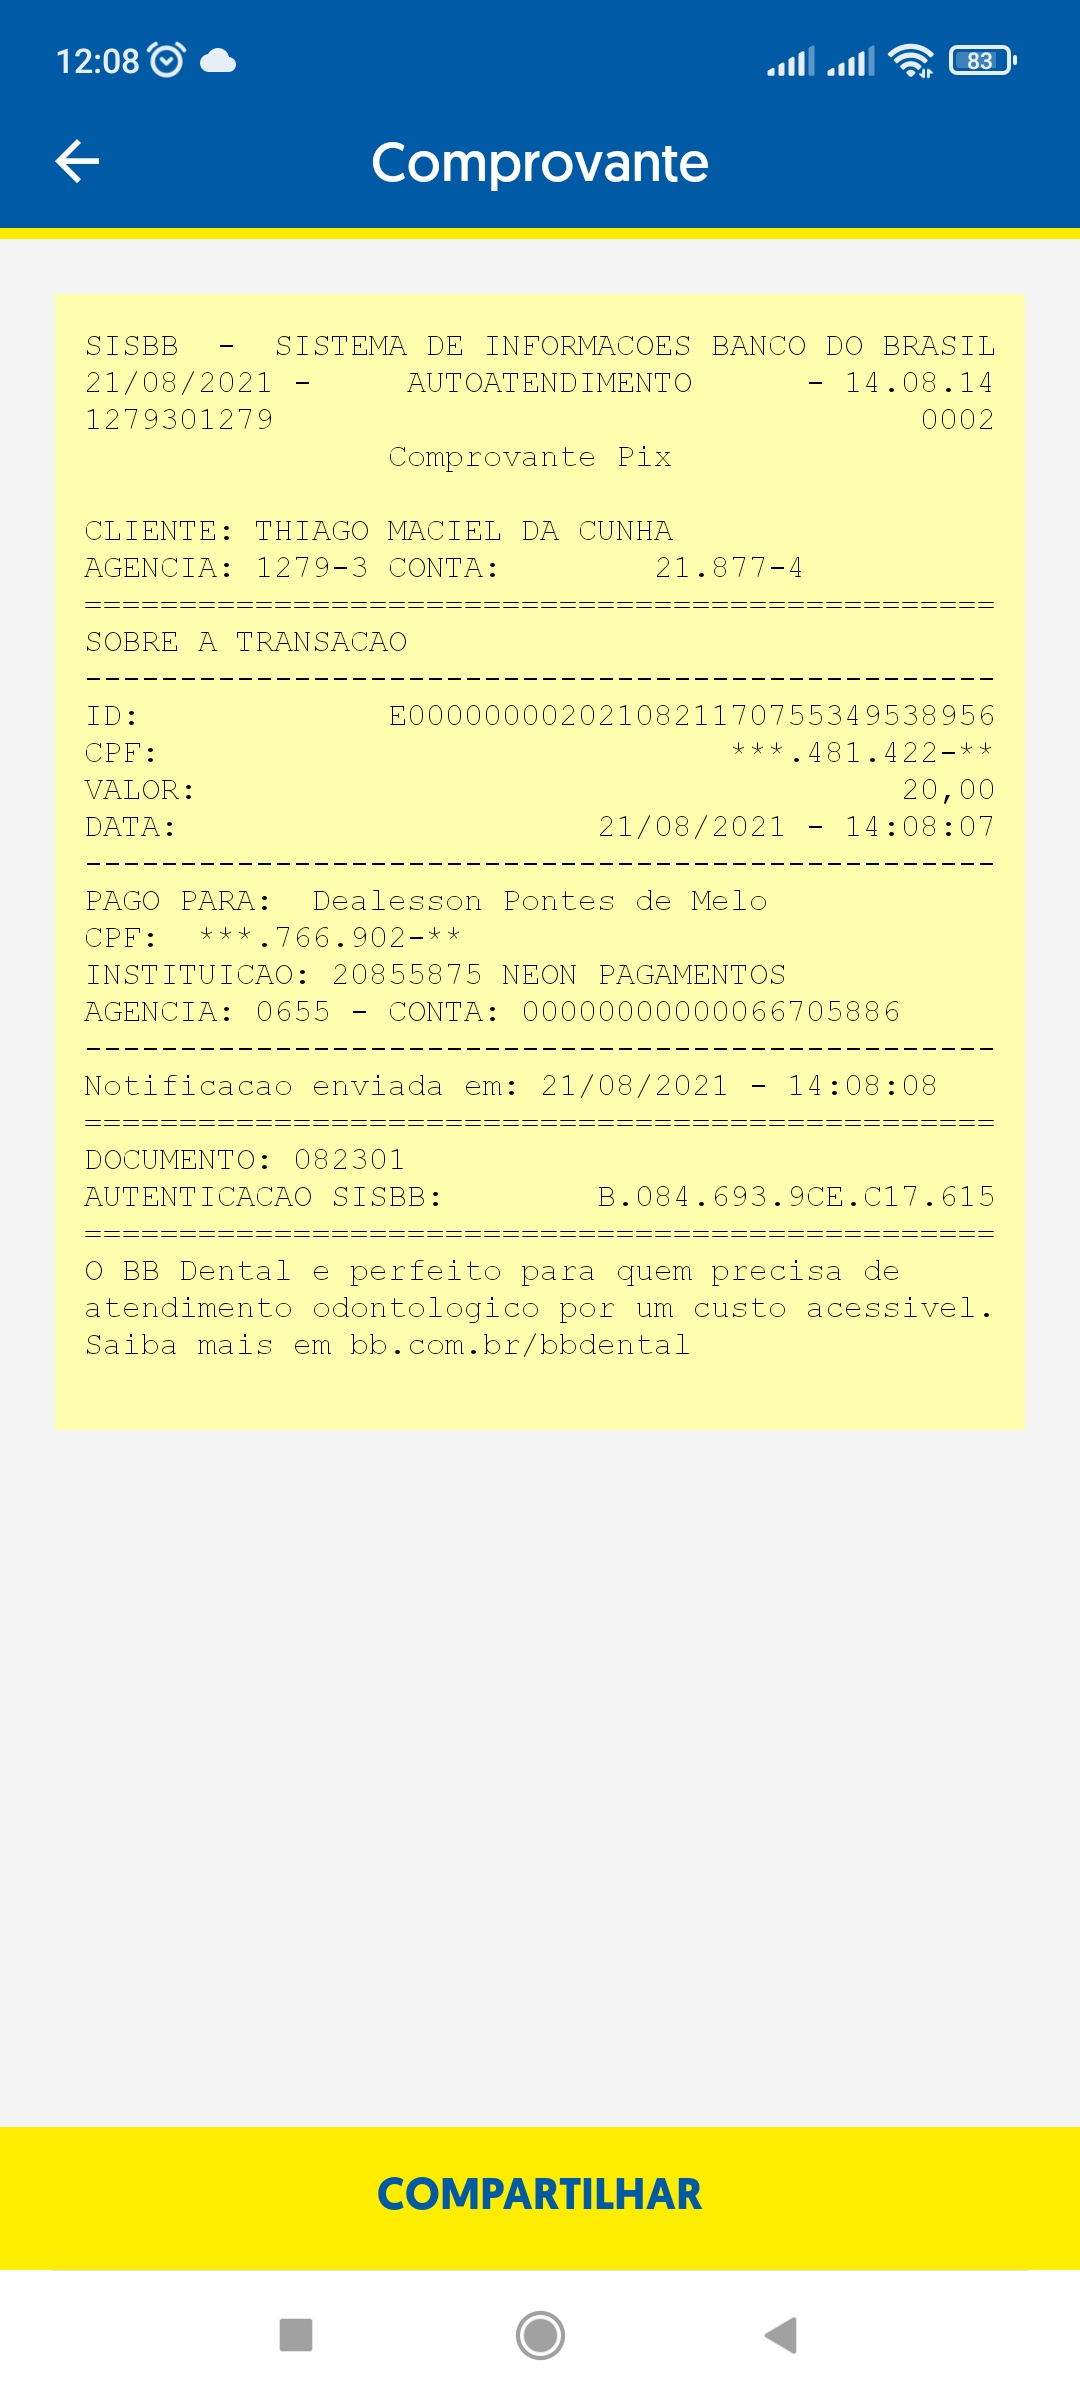 12:08
83
Comprovante
SISBB - SISTEMA DE INFORMACOES BANCO DO BRASIL
21/08/2021 - AUTOATENDIMENTO - 14.08.14
1279301279 0002
Comprovante Pix
CLIENTE: THIAGO MACIEL DA CUNHA
AGENCIA: 1279-3 CONTA: 21.877-4
================================================
SOBRE A TRANSACAO
------------------------------------------------
ID: E0000000020210821170755349538956
CPF: ***.481.422-**
VALOR: 20,00
DATA: 21/08/2021 - 14:08:07
------------------------------------------------
PAGO PARA: Dealesson Pontes de Melo
CPF: ***.766.902-**
INSTITUICAO: 20855875 NEON PAGAMENTOS
AGENCIA: 0655 - CONTA: 00000000000066705886
------------------------------------------------
Notificacao enviada em: 21/08/2021 - 14:08:08
================================================
DOCUMENTO: 082301
AUTENTICACAO SISBB: B.084.693.9CE.C17.615
================================================
O BB Dental e perfeito para quem precisa de
atendimento odontologico por um custo acessivel.
Saiba mais em bb.com.br/bbdental
COMPARTILHAR